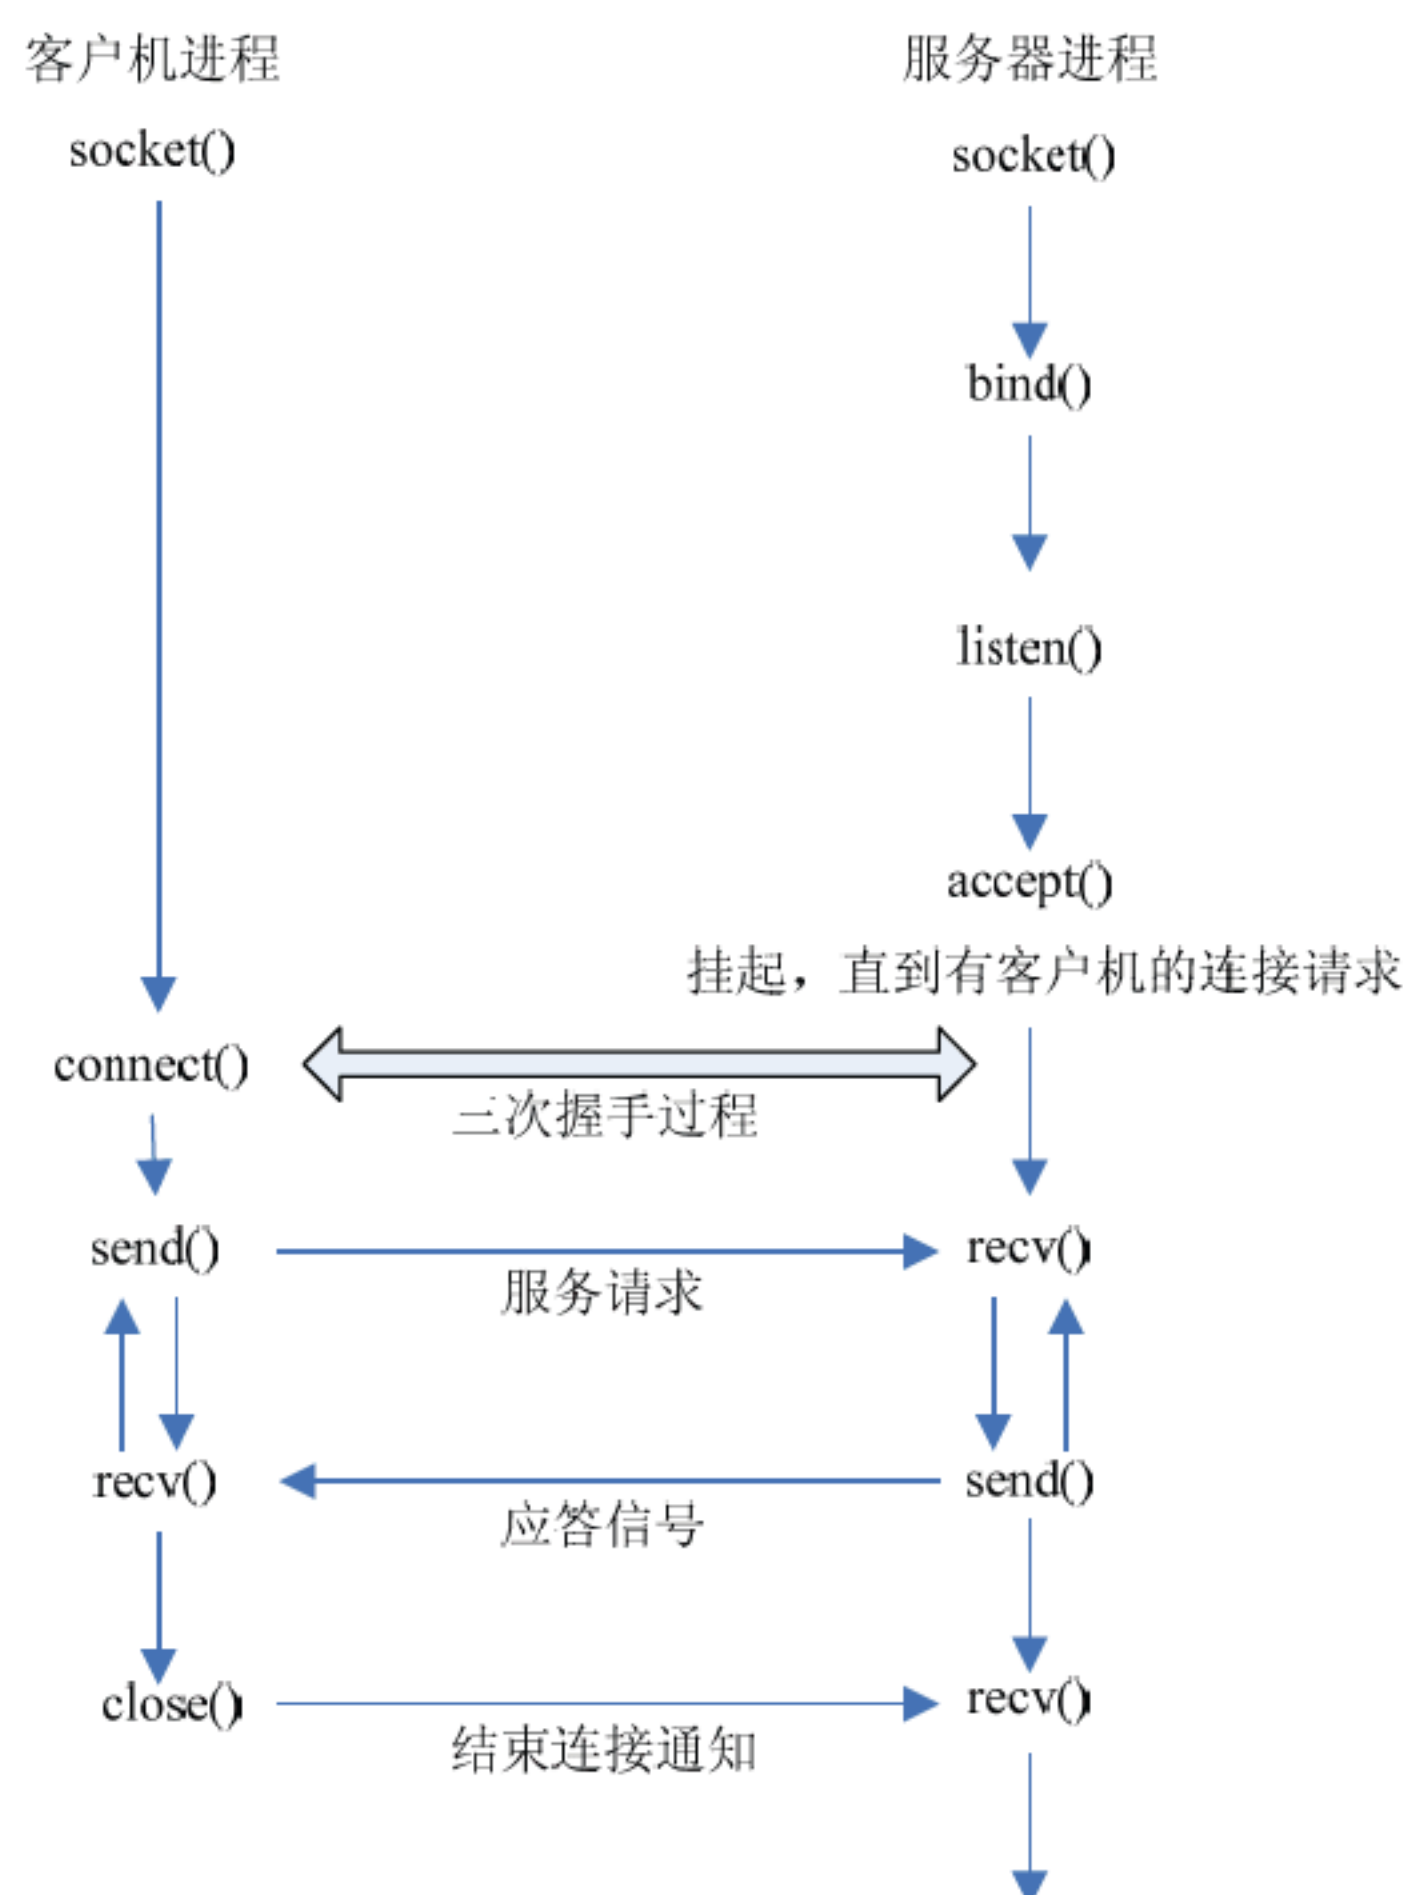 客户机进程
服务器进程
socket()
socket()
bind()
listen()
accept()
挂起，直到有客户机的连接请求
connect()
三次握手过程
send()
recv()
服务请求
recv()
send()
应答信号
close()
recv()
结束连接通知